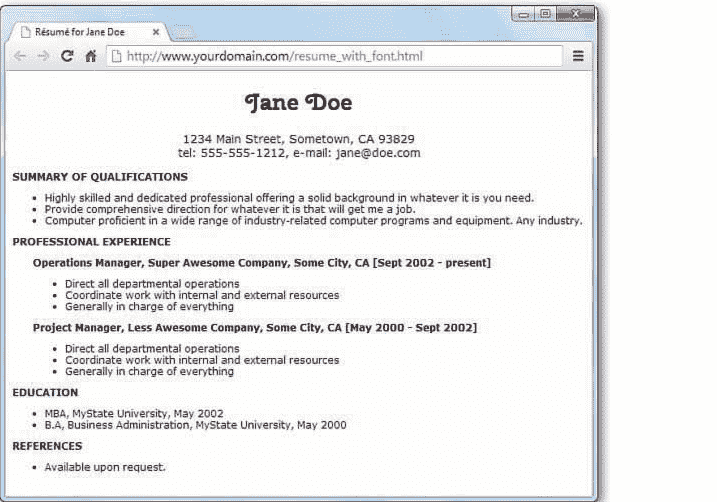 Résumé for Jane Doe
http://www.yourdomain.com/resume_with_font.html
Jane Doe
1234 Main Street, Sometown, CA 93829
tel: 555-555-1212, e-mail: jane@doe.com
SUMMARY OF QUALIFICATIONS
• Highly skilled and dedicated professional offering a solid background in whatever it is you need.
• Provide comprehensive direction for whatever it is that will get me a job.
• Computer proficient in a wide range of industry-related computer programs and equipment. Any industry.
PROFESSIONAL EXPERIENCE
Operations Manager, Super Awesome Company, Some City, CA [Sept 2002 - present]
• Direct all departmental operations
• Coordinate work with internal and external resources
• Generally in charge of everything
Project Manager, Less Awesome Company, Some City, CA [May 2000 - Sept 2002]
• Direct all departmental operations
• Coordinate work with internal and external resources
• Generally in charge of everything
EDUCATION
• MBA, MyState University, May 2002
• B.A, Business Administration, MyState University, May 2000
REFERENCES
• Available upon request.